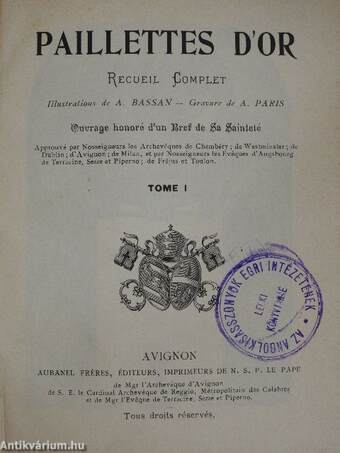 PAILLETTES D'OR
RECUEIL COMPLET
Illustrations de A. BASSAN — Gravure de A. PARIS
Ouvrage honoré d'un Bref de Sa Sainteté
Approuvé par Nosseigneurs les Archevêques de Chambéry; de Westminster; de
Dublin; d'Avignon; de Milan, et par Nosseigneurs les Evêques d'Augsbourg
de Terracine, Sezze et Piperno; de Fréjus et Toulon.
TOME I
AZ ANGOLKISASSZONYOK EGRI INTÉZETÉNEK
LELKI
KÖNYVTÁRA
AVIGNON
AUBANEL FRÈRES, ÉDITEURS, IMPRIMEURS DE N. S. P. LE PAPE
de Mgr l'Archevêque d'Avignon
de S. E. le Cardinal Archevêque de Reggio, Métropolitain des Calabres
et de Mgr l'Evêque de Terracine, Sezze et Piperno.
Tous droits réservés.
Antikvárium.hu